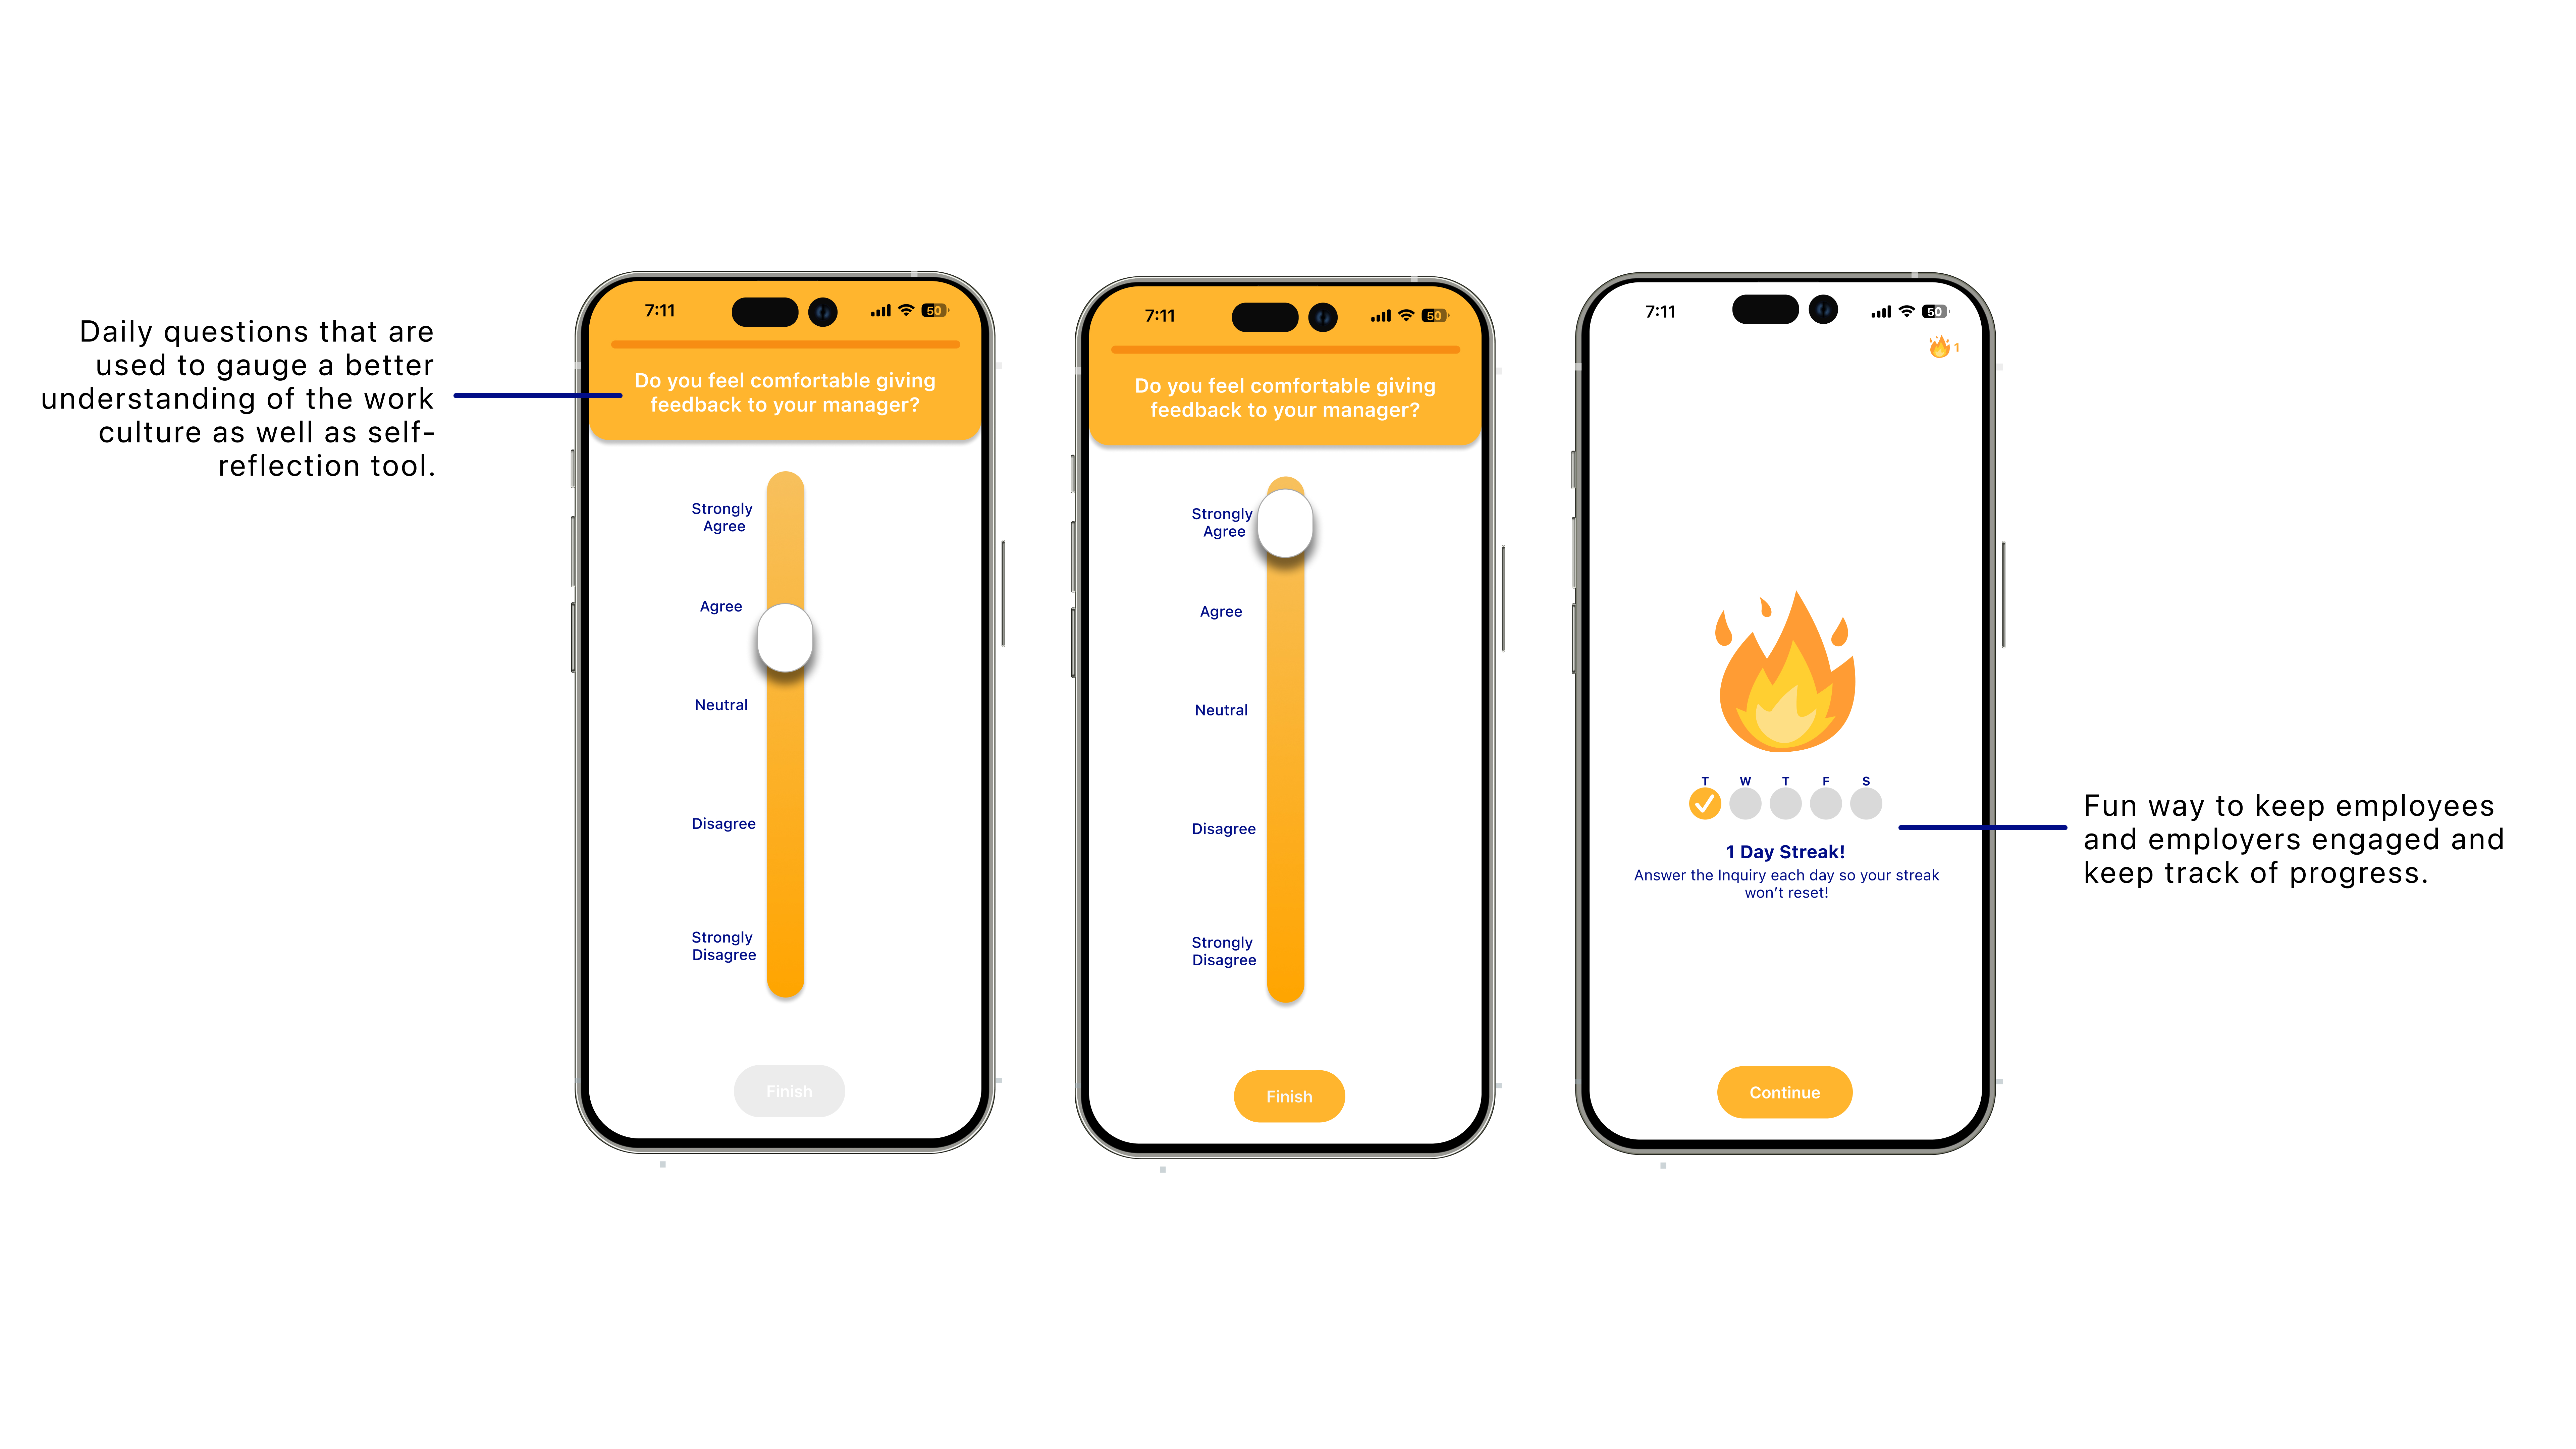 Daily questions that are
used to gauge a better
understanding of the work
culture as well as self-
reflection tool.
7:11
50
Do you feel comfortable giving
feedback to your manager?
Strongly
Agree
Agree
Neutral
Disagree
Strongly
Disagree
Finish
7:11
50
Do you feel comfortable giving
feedback to your manager?
Strongly
Agree
Agree
Neutral
Disagree
Strongly
Disagree
Finish
7:11
50
1
T W T F S
1 Day Streak!
Answer the Inquiry each day so your streak
won't reset!
Continue
Fun way to keep employees
and employers engaged and
keep track of progress.